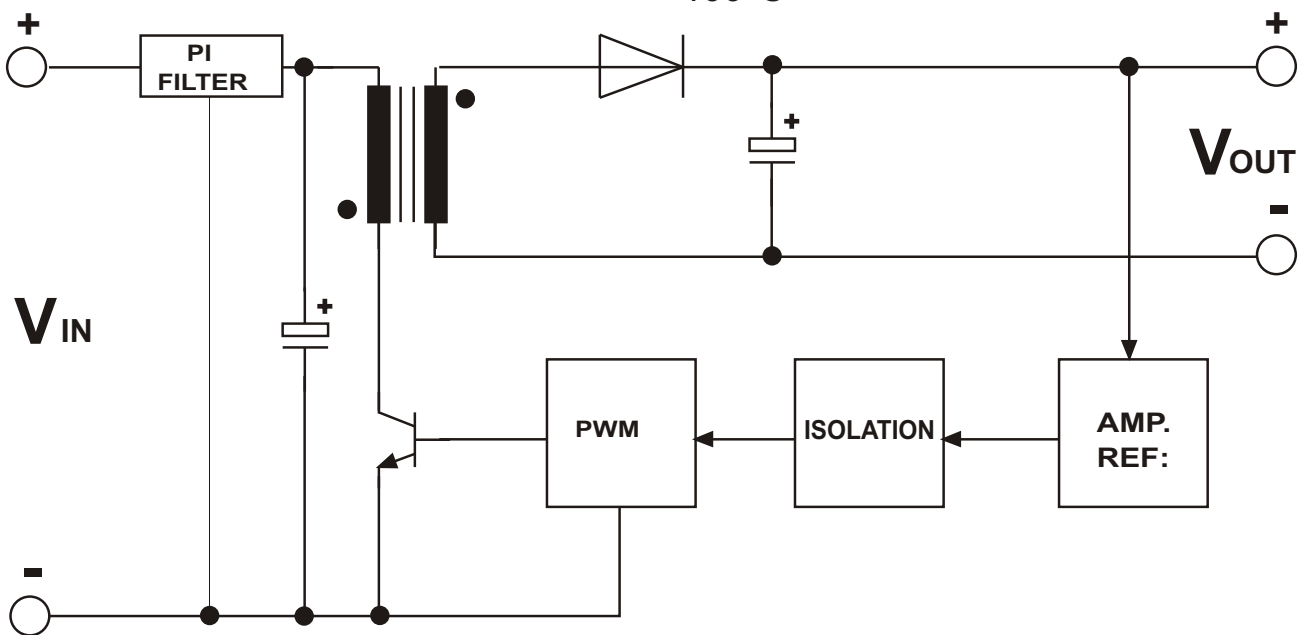 +
+
PI
FILTER
+
VOUT
-
VIN
+
PWM
ISOLATION
AMP.
REF:
-